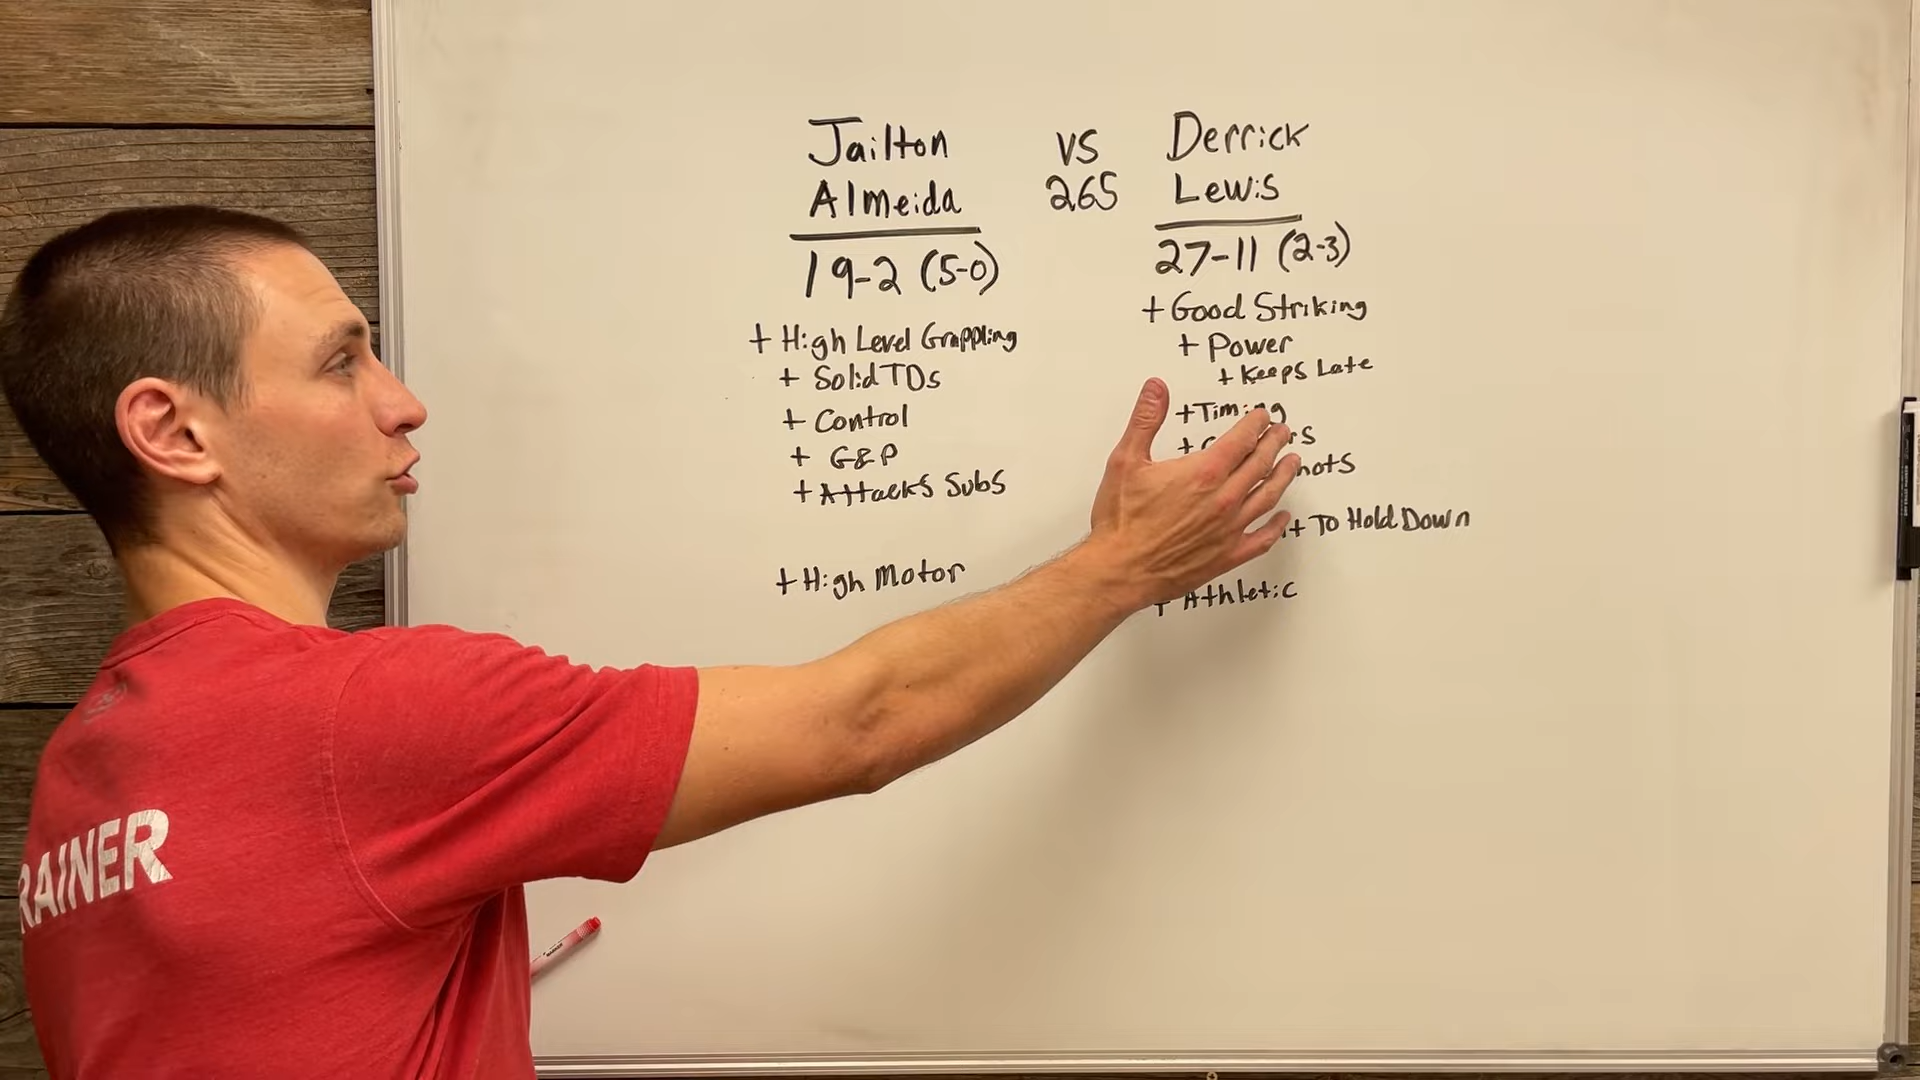 Jailton
Almeida
19-2 (5-0)
+ High Level Grappling
+ Solid TDs
+ Control
+ G&P
+ Attacks Subs
+ High Motor
VS
265
Derrick
Lewis
27-11 (2-3)
+ Good Striking
+ Power
+ Keeps Late
+ Timing
+
+ To Hold Down
+ Athletic
RAINER